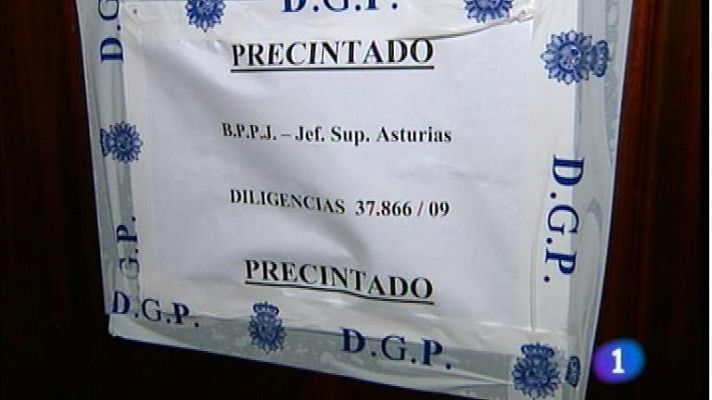 D.G.P.
D.G.P.
PRECINTADO
B.P.P.J. – Jef. Sup. Asturias
DILIGENCIAS 37.866 / 09
PRECINTADO
D.G.P.
D.G.P.
D.G.P.
D.G.P.
1